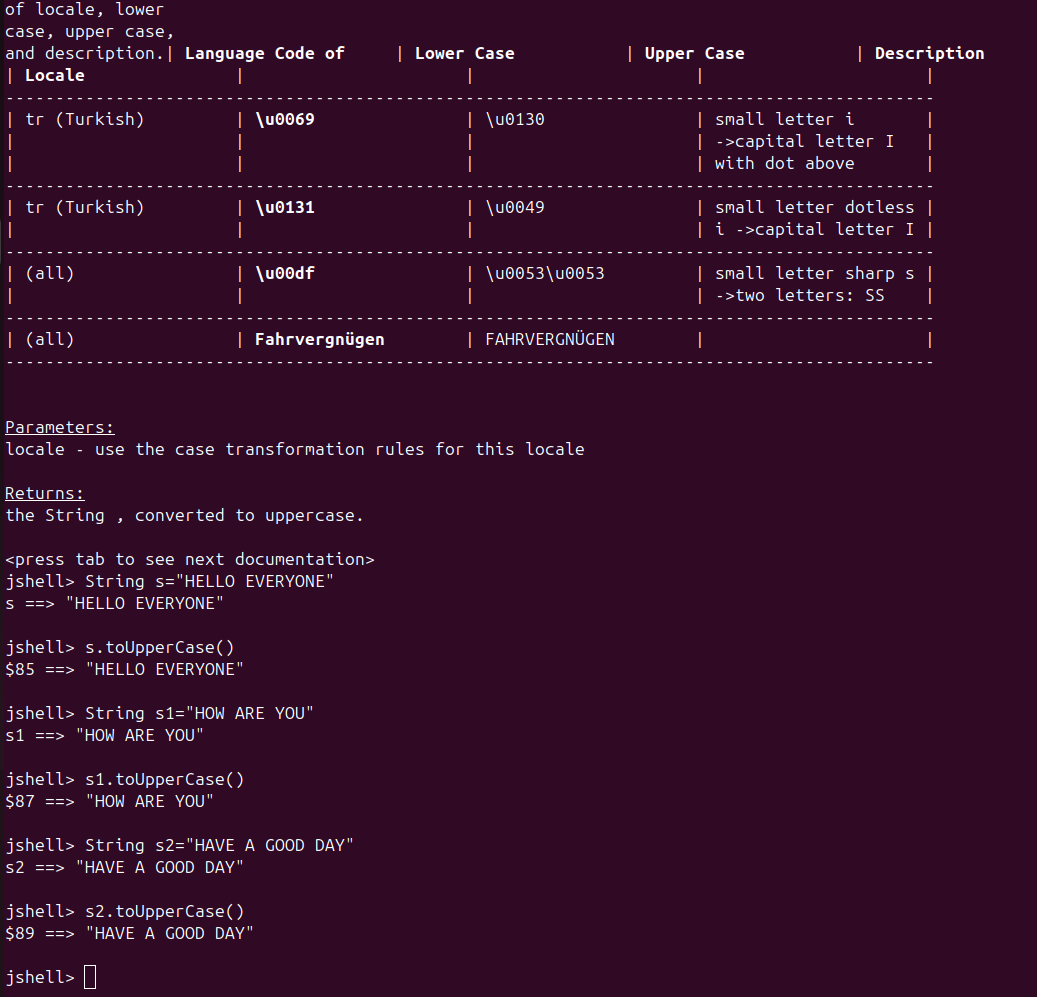 of locale, lower
case, upper case,
and description.| Language Code of     | Lower Case           | Upper Case           | Description
| Locale               |                      |                      |                      |
---------------------------------------------------------------------------------------------
| tr (Turkish)         | \u0069               | \u0130               | small letter i       |
|                      |                      |                      | ->capital letter I   |
|                      |                      |                      | with dot above       |
---------------------------------------------------------------------------------------------
| tr (Turkish)         | \u0131               | \u0049               | small letter dotless |
|                      |                      |                      | i ->capital letter I |
---------------------------------------------------------------------------------------------
| (all)                | \u00df               | \u0053\u0053         | small letter sharp s |
|                      |                      |                      | ->two letters: SS    |
---------------------------------------------------------------------------------------------
| (all)                | Fahrvergnügen        | FAHRVERGNÜGEN        |                      |
---------------------------------------------------------------------------------------------
Parameters:
locale - use the case transformation rules for this locale
Returns:
the String , converted to uppercase.
<press tab to see next documentation>
jshell> String s="HELLO EVERYONE"
s ==> "HELLO EVERYONE"
jshell> s.toUpperCase()
$85 ==> "HELLO EVERYONE"
jshell> String s1="HOW ARE YOU"
s1 ==> "HOW ARE YOU"
jshell> s1.toUpperCase()
$87 ==> "HOW ARE YOU"
jshell> String s2="HAVE A GOOD DAY"
s2 ==> "HAVE A GOOD DAY"
jshell> s2.toUpperCase()
$89 ==> "HAVE A GOOD DAY"
jshell>